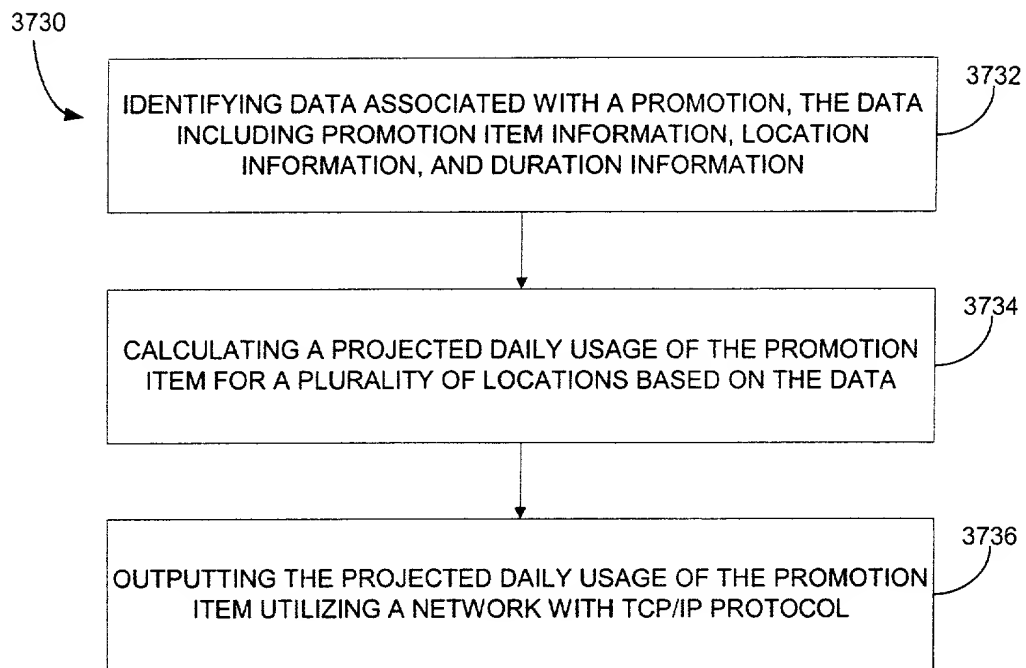 3730
3732
IDENTIFYING DATA ASSOCIATED WITH A PROMOTION, THE DATA
INCLUDING PROMOTION ITEM INFORMATION, LOCATION
INFORMATION, AND DURATION INFORMATION
3734
CALCULATING A PROJECTED DAILY USAGE OF THE PROMOTION
ITEM FOR A PLURALITY OF LOCATIONS BASED ON THE DATA
3736
OUTPUTTING THE PROJECTED DAILY USAGE OF THE PROMOTION
ITEM UTILIZING A NETWORK WITH TCP/IP PROTOCOL